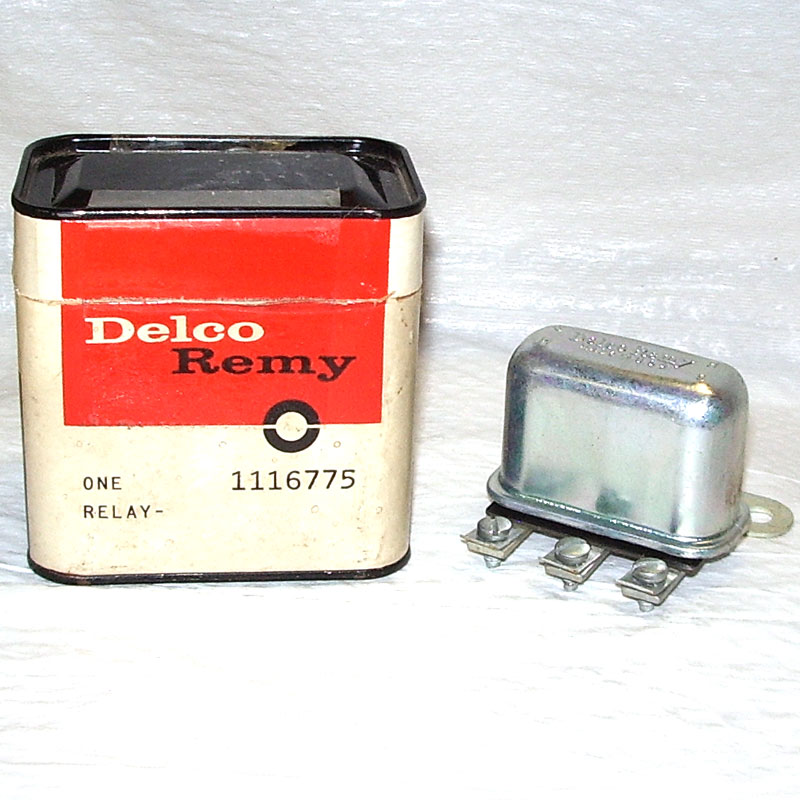 Delco
Remy
ONE 1116775
RELAY-